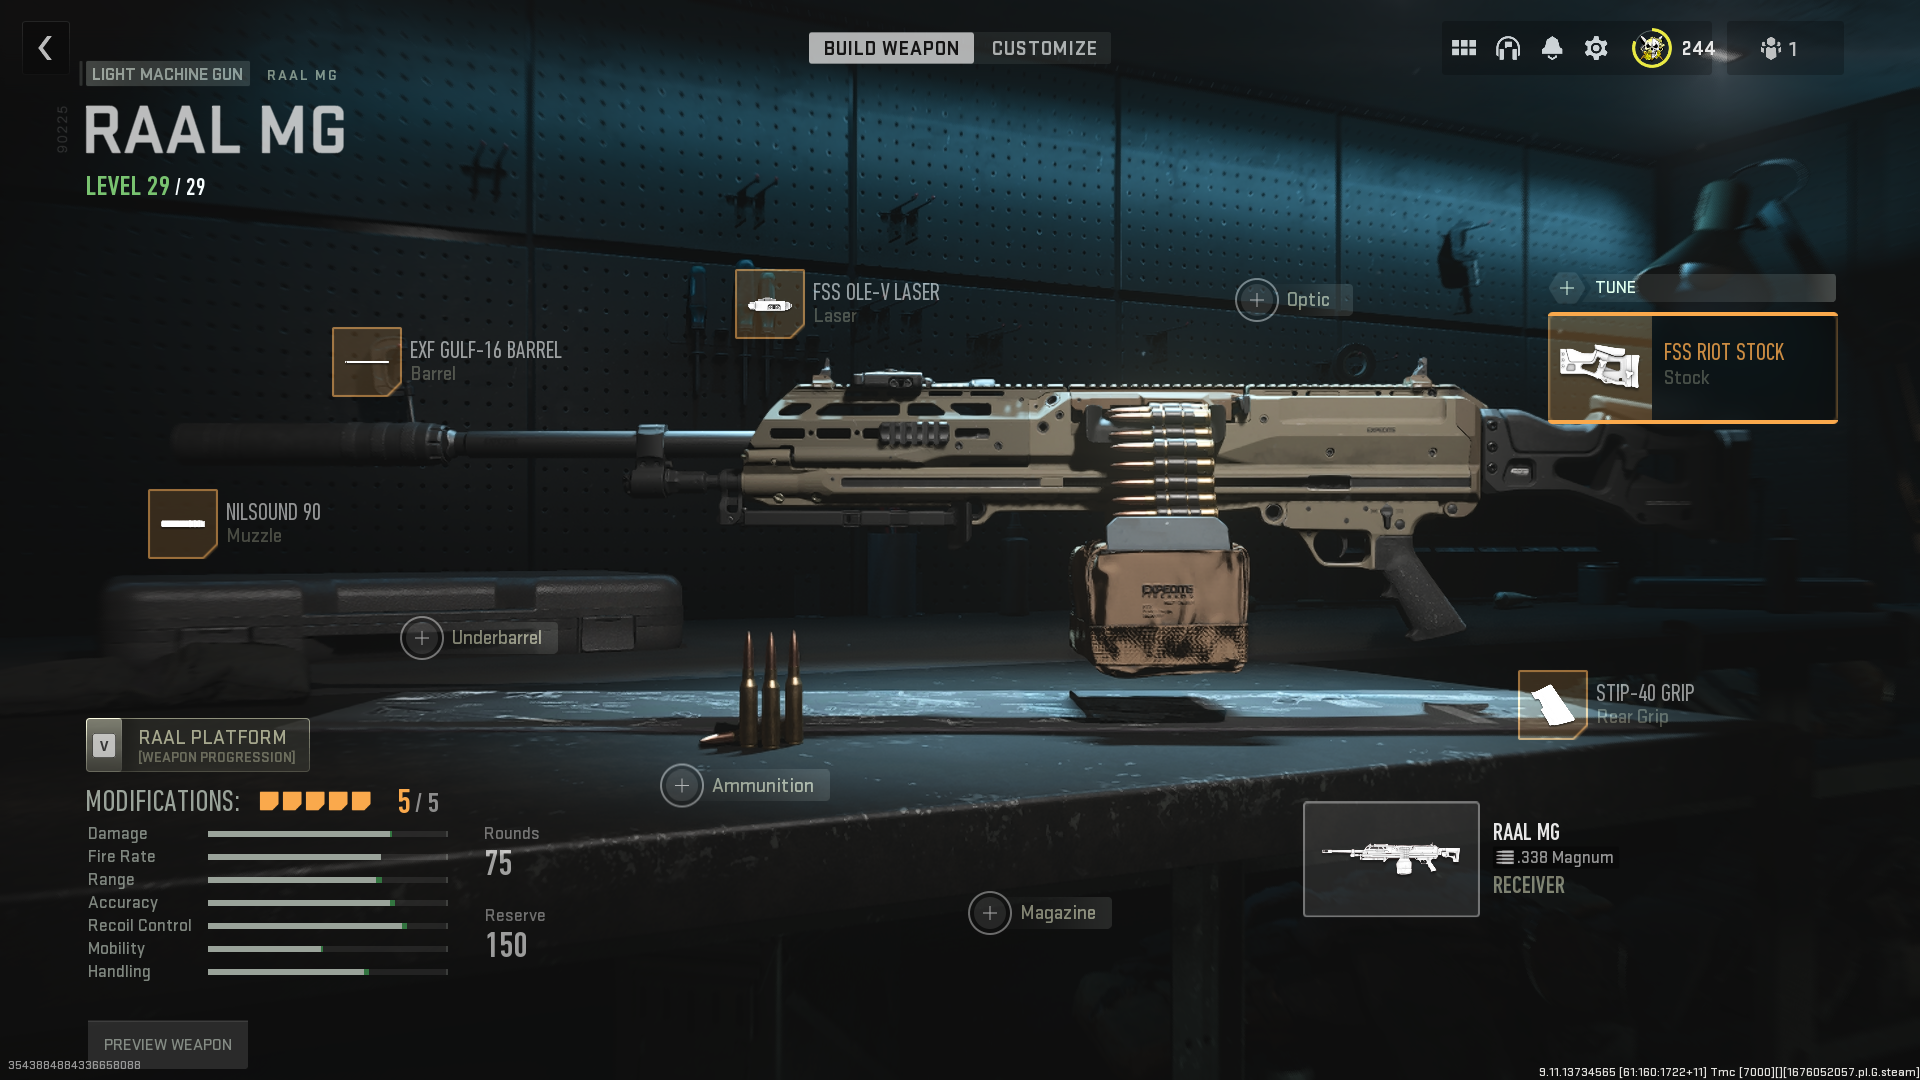 BUILD WEAPON
CUSTOMIZE
244
1
LIGHT MACHINE GUN
RAAL MG
90225
RAAL MG
LEVEL 29 / 29
FSS OLE-V LASER
Laser
Optic
TUNE
EXF GULF-16 BARREL
Barrel
FSS RIOT STOCK
Stock
NILSOUND 90
Muzzle
EXPEDITE
FIREARMS
Underbarrel
STIP-40 GRIP
Rear Grip
V
RAAL PLATFORM
[WEAPON PROGRESSION]
Ammunition
MODIFICATIONS: 5 / 5
Damage
Fire Rate
Range
Accuracy
Recoil Control
Mobility
Handling
Rounds
75
Reserve
150
RAAL MG
.338 Magnum
RECEIVER
Magazine
PREVIEW WEAPON
3543884884336658088
9.11.13734565 [61:160:1722+11] Tmc [7000][][1676052057.pl.G.steam]